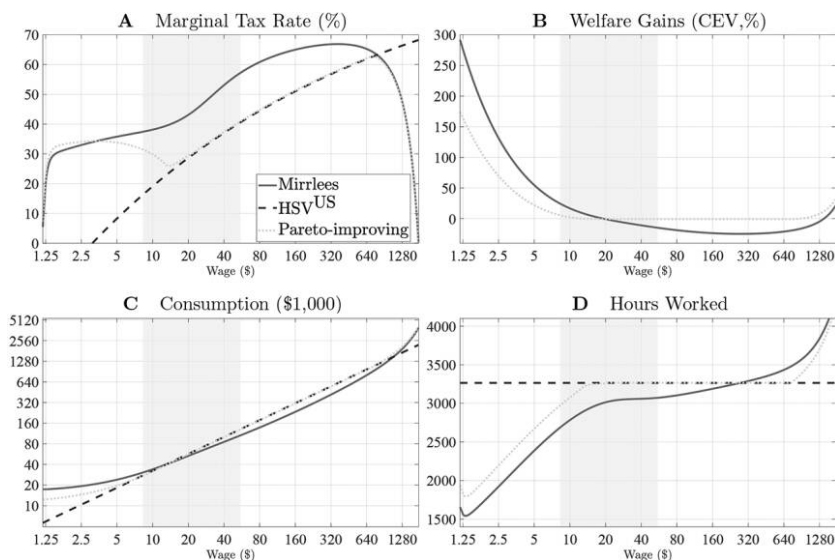 A Marginal Tax Rate (%)
70
60
50
40
30
20
10
0
Mirrlees
HSV^US
Pareto-improving
1.25 2.5 5 10 20 40 80 160 320 640 1280
Wage ($)
B Welfare Gains (CEV,%)
300
250
200
150
100
50
0
-50
1.25 2.5 5 10 20 40 80 160 320 640 1280
Wage ($)
C Consumption ($1,000)
5120
2560
1280
640
320
160
80
40
20
10
1.25 2.5 5 10 20 40 80 160 320 640 1280
Wage ($)
D Hours Worked
4000
3500
3000
2500
2000
1500
1.25 2.5 5 10 20 40 80 160 320 640 1280
Wage ($)